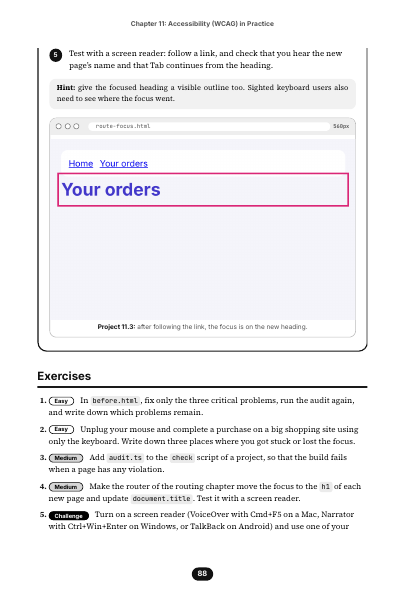 Chapter 11: Accessibility (WCAG) in Practice
5 Test with a screen reader: follow a link, and check that you hear the new
page's name and that Tab continues from the heading.
Hint: give the focused heading a visible outline too. Sighted keyboard users also
need to see where the focus went.
route-focus.html 560px
Home Your orders
Your orders
Project 11.3: after following the link, the focus is on the new heading.
Exercises
1. Easy In before.html, fix only the three critical problems, run the audit again,
and write down which problems remain.
2. Easy Unplug your mouse and complete a purchase on a big shopping site using
only the keyboard. Write down three places where you got stuck or lost the focus.
3. Medium Add audit.ts to the check script of a project, so that the build fails
when a page has any violation.
4. Medium Make the router of the routing chapter move the focus to the h1 of each
new page and update document.title. Test it with a screen reader.
5. Challenge Turn on a screen reader (VoiceOver with Cmd+F5 on a Mac, Narrator
with Ctrl+Win+Enter on Windows, or TalkBack on Android) and use one of your
88